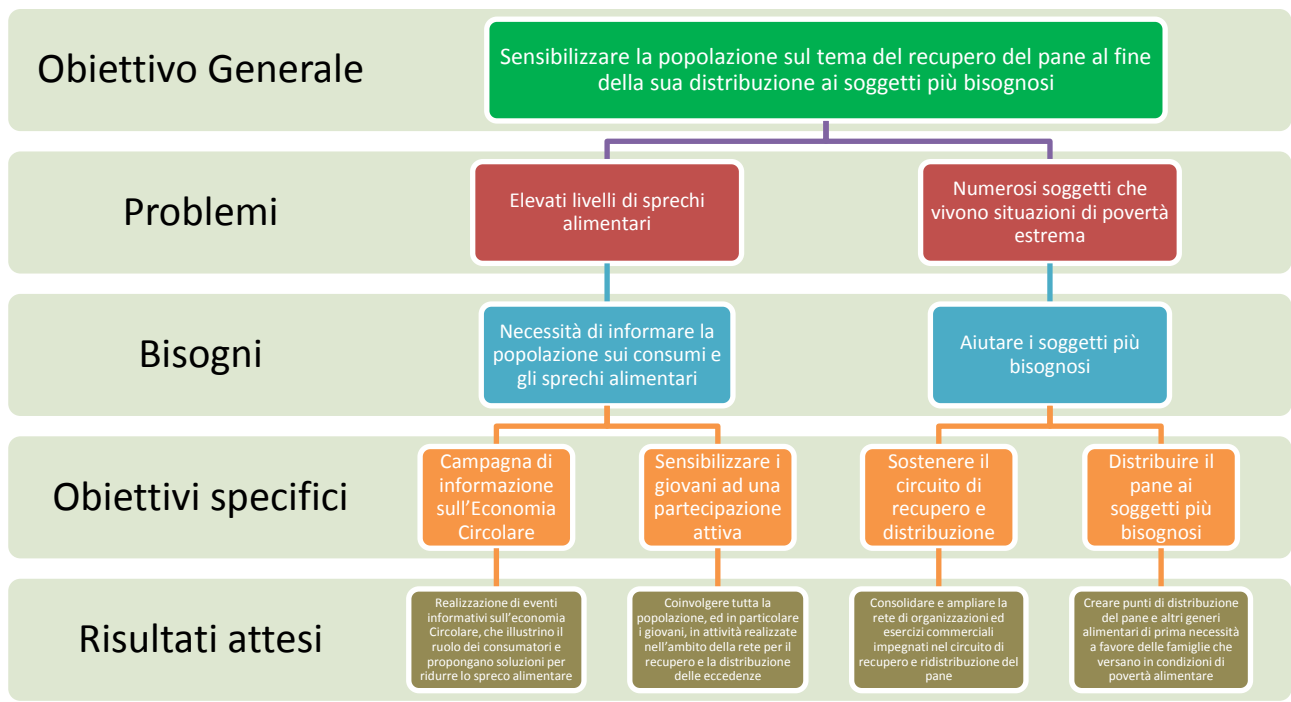 Obiettivo Generale
Sensibilizzare la popolazione sul tema del recupero del pane al fine
della sua distribuzione ai soggetti più bisognosi
Problemi
Elevati livelli di sprechi
alimentari
Numerosi soggetti che
vivono situazioni di povertà
estrema
Bisogni
Necessità di informare la
popolazione sui consumi e
gli sprechi alimentari
Aiutare i soggetti più
bisognosi
Obiettivi specifici
Campagna di
informazione
sull’Economia
Circolare
Sensibilizzare i
giovani ad una
partecipazione
attiva
Sostenere il
circuito di
recupero e
distribuzione
Distribuire il
pane ai
soggetti più
bisognosi
Risultati attesi
Realizzazione di eventi
informativi sull’economia
Circolare, che illustrino il
ruolo dei consumatori e
propongano soluzioni per
ridurre lo spreco alimentare
Coinvolgere tutta la
popolazione, ed in particolare
i giovani, in attività realizzate
nell’ambito della rete per il
recupero e la distribuzione
delle eccedenze
Consolidare e ampliare la
rete di organizzazioni ed
esercizi commerciali
impegnati nel circuito di
recupero e ridistribuzione del
pane
Creare punti di distribuzione
del pane e altri generi
alimentari di prima necessità
a favore delle famiglie che
versano in condizioni di
povertà alimentare